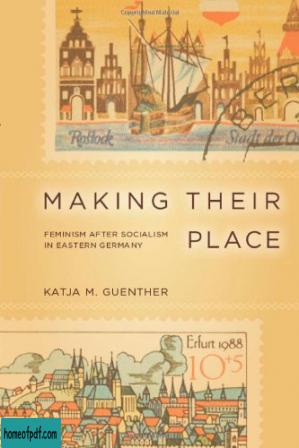 BER
Rostock
Stadt der
MAKING THEIR
FEMINISM AFTER SOCIALISM
IN EASTERN GERMANY
PLACE
KATJA M. GUENTHER
Erfurt 1988
10+5
homeofpdf.com